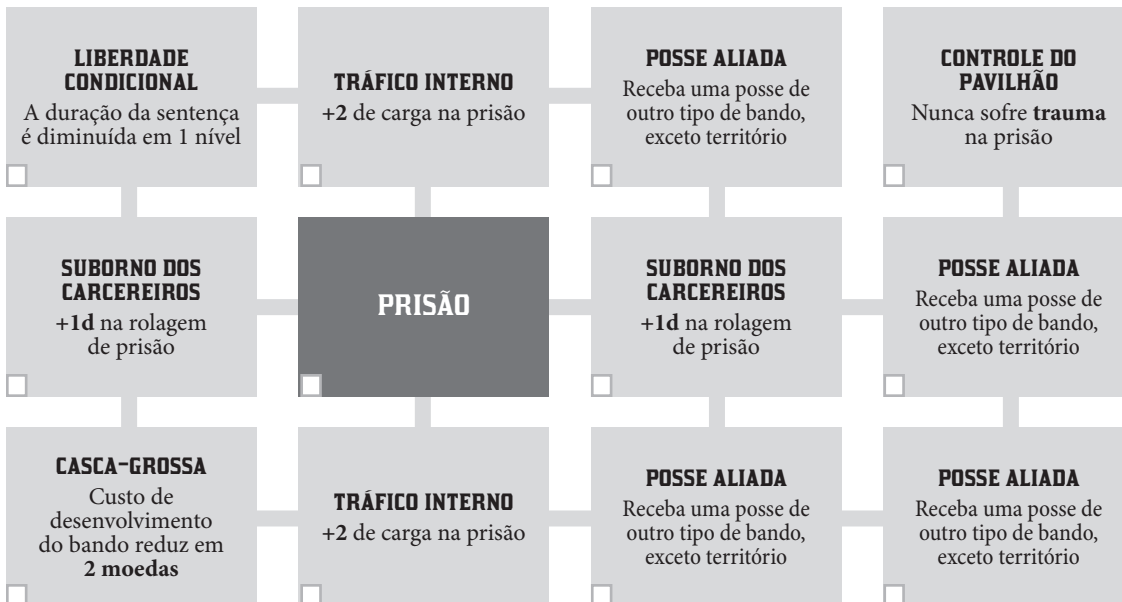 LIBERDADE
CONDICIONAL
A duração da sentença
é diminuída em 1 nível
TRÁFICO INTERNO
+2 de carga na prisão
POSSE ALIADA
Receba uma posse de
outro tipo de bando,
exceto território
CONTROLE DO
PAVILHÃO
Nunca sofre trauma
na prisão
SUBORNO DOS
CARCEREIROS
+1d na rolagem
de prisão
PRISÃO
SUBORNO DOS
CARCEREIROS
+1d na rolagem
de prisão
POSSE ALIADA
Receba uma posse de
outro tipo de bando,
exceto território
CASCA-GROSSA
Custo de
desenvolvimento
do bando reduz em
2 moedas
TRÁFICO INTERNO
+2 de carga na prisão
POSSE ALIADA
Receba uma posse de
outro tipo de bando,
exceto território
POSSE ALIADA
Receba uma posse de
outro tipo de bando,
exceto território